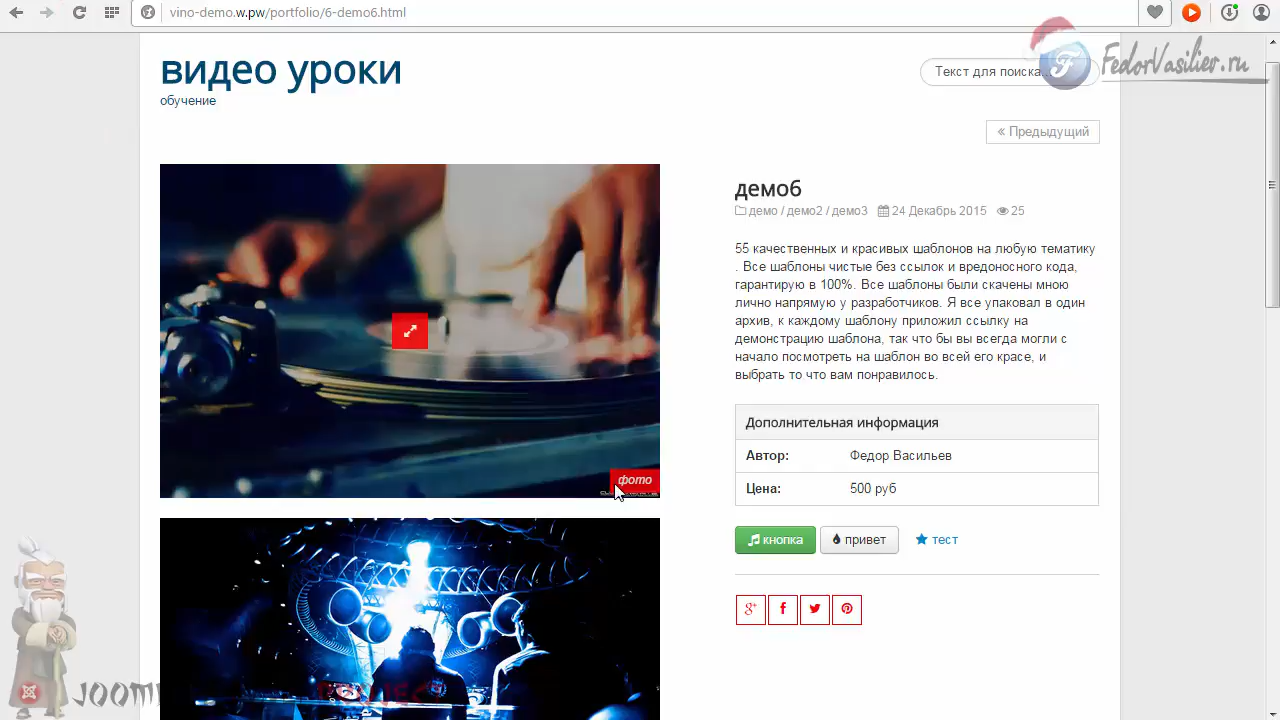 vino-demo.w.pw/portfolio/6-demo6.html
FedorVasilier.ru
видео уроки
Текст для поиска...
обучение
« Предыдущий
демо6
демо / демо2 / демо3 24 Декабрь 2015 25
55 качественных и красивых шаблонов на любую тематику
. Все шаблоны чистые без ссылок и вредоносного кода,
гарантирую в 100%. Все шаблоны были скачены мною
лично напрямую у разработчиков. Я все упаковал в один
архив, к каждому шаблону приложил ссылку на
демонстрацию шаблона, так что бы вы всегда могли с
начало посмотреть на шаблон во всей его красе, и
выбрать то что вам понравилось.
Дополнительная информация
Автор: Федор Васильев
Цена: 500 руб
фото
кнопка привет тест